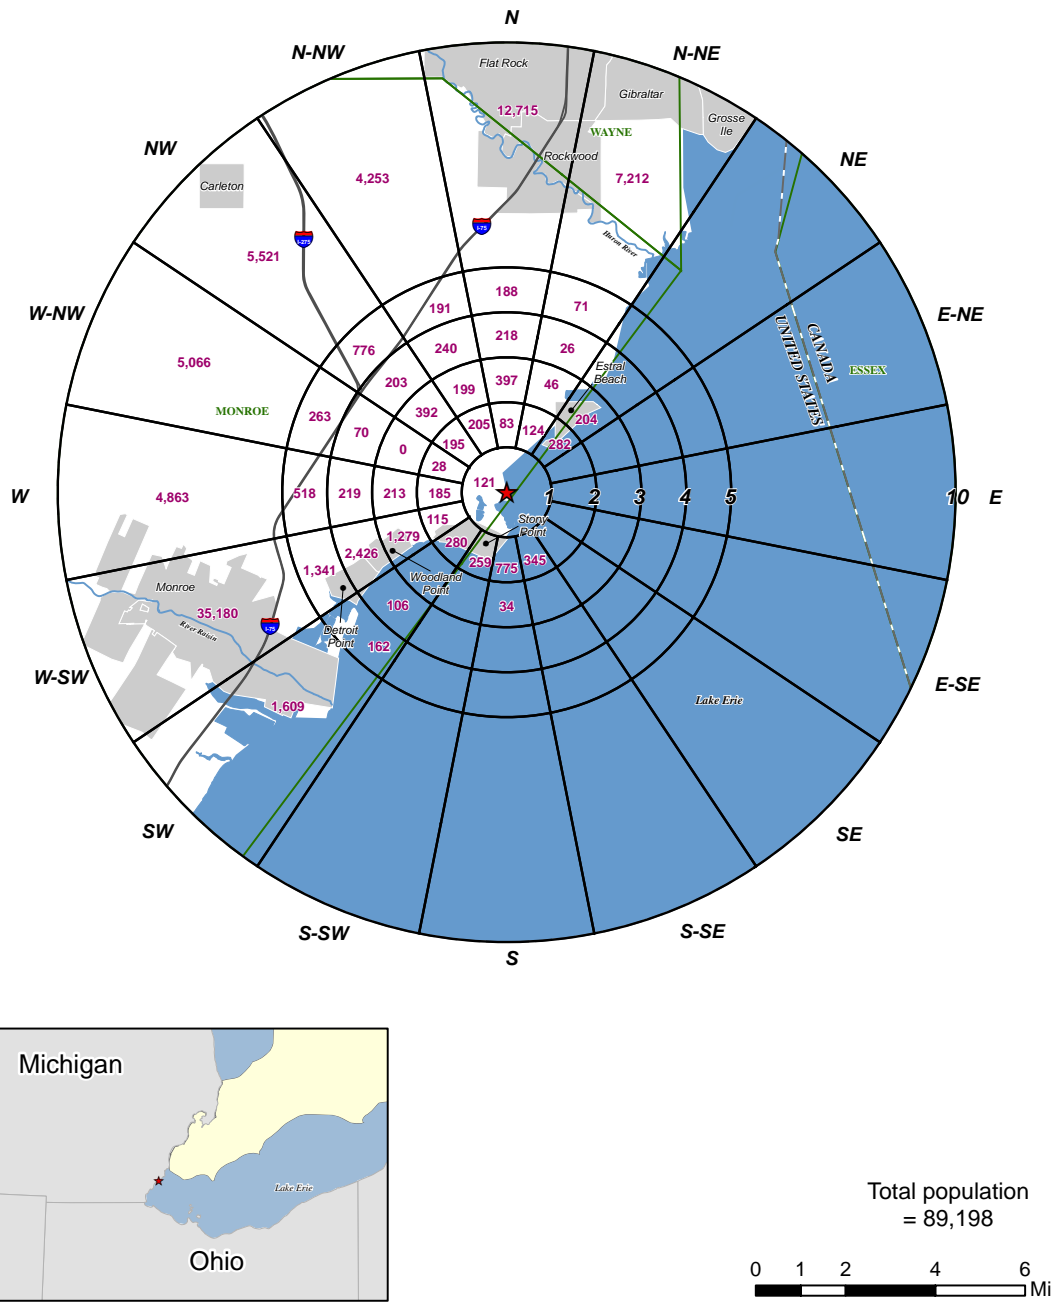 N
N-NW
N-NE
Flat Rock
Gibraltar
12,715
Grosse
Ile
WAYNE
NW
Rockwood
NE
4,253
7,212
Carleton
I-75
I-275
Huron River
5,521
188
191
71
W-NW
E-NE
218
776
240
26
CANADA
UNITED STATES
5,066
Estral
Beach
ESSEX
203
199
397
46
MONROE
263
392
204
70
205
83
124
195
282
0
28
121
W
4,863
518
219
213
185
1
2
3
4
5
10
E
115
Stony
Point
1,279
280
2,426
259
775
345
1,341
Woodland
Point
Monroe
35,180
106
34
River Raisin
I-75
Detroit
Point
162
W-SW
E-SE
Lake Erie
1,609
SW
SE
S-SW
S-SE
S
Michigan
Lake Erie
Ohio
Total population
= 89,198
0 1 2 4 6
Mi